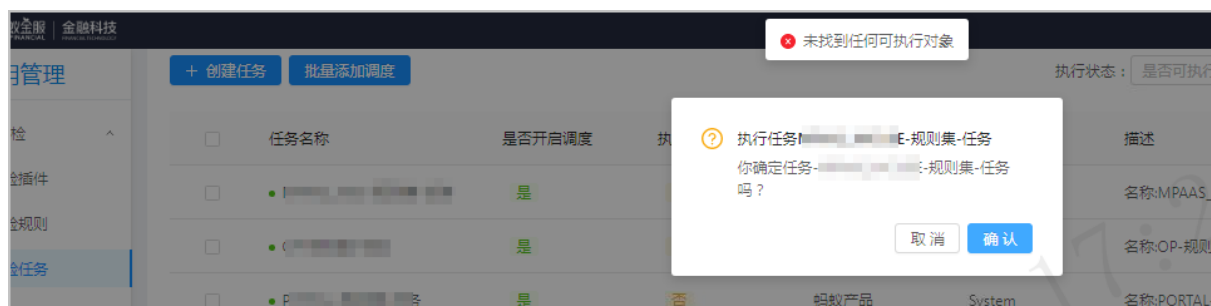 金融科技
未找到任何可执行对象
管理
+ 创建任务
批量添加调度
执行状态：
是否可执行
检
任务名称
是否开启调度
执
描述
执行任务
E-规则集-任务
你确定任务-
-规则集-任务
吗？
检插件
是
名称:MPAAS_
取 消
确 认
检规则
是
名称:OP-规则
检任务
是
否
蚂蚁产品
System
名称:PORTAL